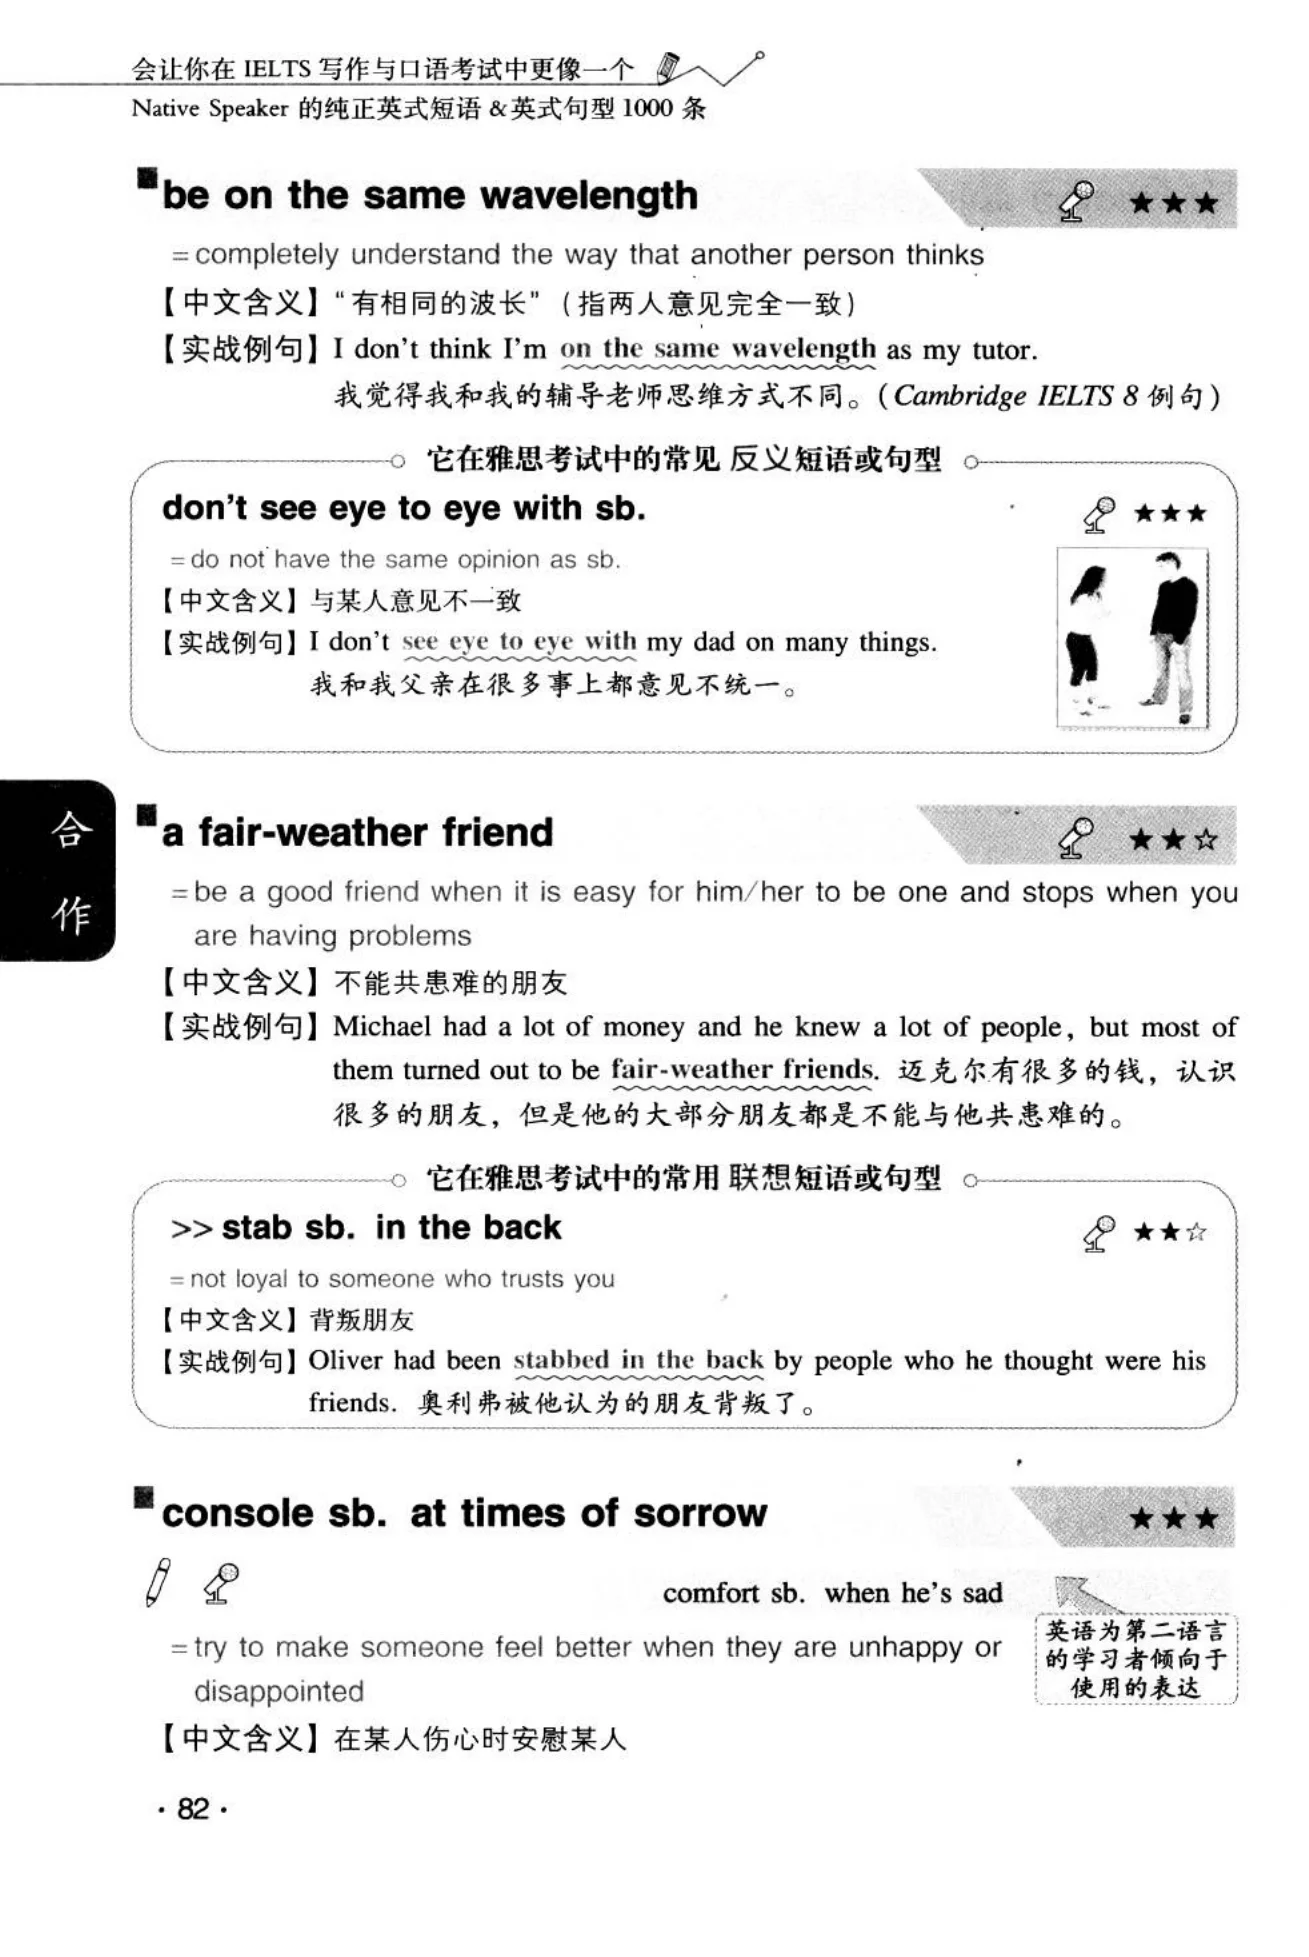 会让你在 IELTS 写作与口语考试中更像一个
Native Speaker 的纯正英式短语 & 英式句型 1000 条
be on the same wavelength ★★★
=completely understand the way that another person thinks
【中文含义】“有相同的波长”(指两人意见完全一致)
【实战例句】I don't think I'm on the same wavelength as my tutor.
我觉得我和我的辅导老师思维方式不同。(Cambridge IELTS 8 例句)
它在雅思考试中的常见 反义短语或句型
don't see eye to eye with sb. ★★★
=do not have the same opinion as sb.
【中文含义】与某人意见不一致
【实战例句】I don't see eye to eye with my dad on many things.
我和我父亲在很多事上都意见不统一。
合
作
a fair-weather friend ★★☆
=be a good friend when it is easy for him/her to be one and stops when you
are having problems
【中文含义】不能共患难的朋友
【实战例句】Michael had a lot of money and he knew a lot of people, but most of
them turned out to be fair-weather friends. 迈克尔有很多的钱，认识
很多的朋友，但是他的大部分朋友都是不能与他共患难的。
它在雅思考试中的常用 联想短语或句型
>> stab sb. in the back ★★☆
=not loyal to someone who trusts you
【中文含义】背叛朋友
【实战例句】Oliver had been stabbed in the back by people who he thought were his
friends. 奥利弗被他认为的朋友背叛了。
console sb. at times of sorrow ★★★
comfort sb. when he's sad
英语为第二语言
的学习者倾向于
使用的表达
=try to make someone feel better when they are unhappy or
disappointed
【中文含义】在某人伤心时安慰某人
· 82 ·